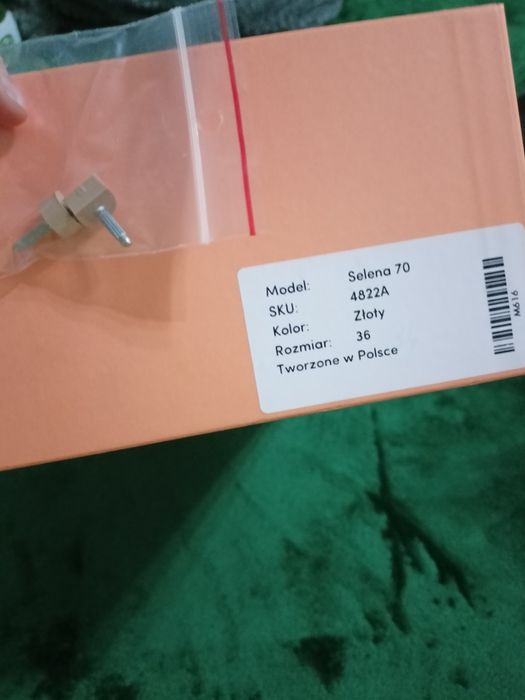 Model: Selena 70
SKU: 4822A
Kolor: Złoty
Rozmiar: 36
Tworzone w Polsce
M616